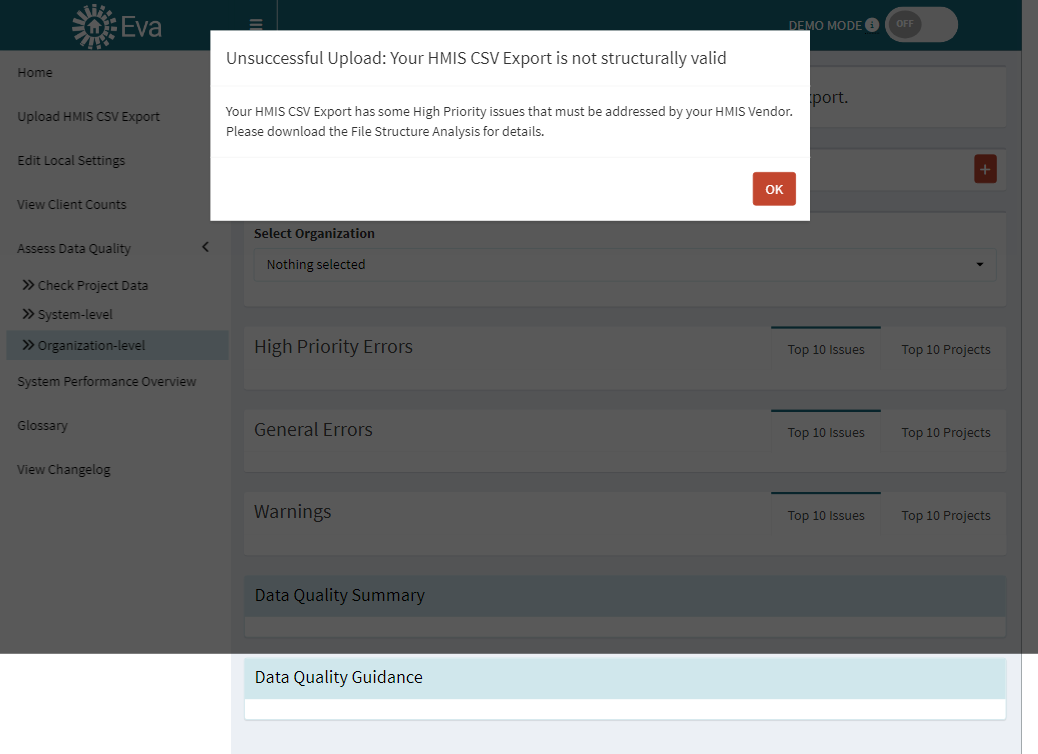 Eva
DEMO MODE
OFF
Unsuccessful Upload: Your HMIS CSV Export is not structurally valid
Your HMIS CSV Export has some High Priority issues that must be addressed by your HMIS Vendor.
Please download the File Structure Analysis for details.
OK
Home
Upload HMIS CSV Export
Edit Local Settings
View Client Counts
Assess Data Quality
Check Project Data
System-level
Organization-level
System Performance Overview
Glossary
View Changelog
port.
Select Organization
Nothing selected
High Priority Errors
Top 10 Issues
Top 10 Projects
General Errors
Top 10 Issues
Top 10 Projects
Warnings
Top 10 Issues
Top 10 Projects
Data Quality Summary
Data Quality Guidance